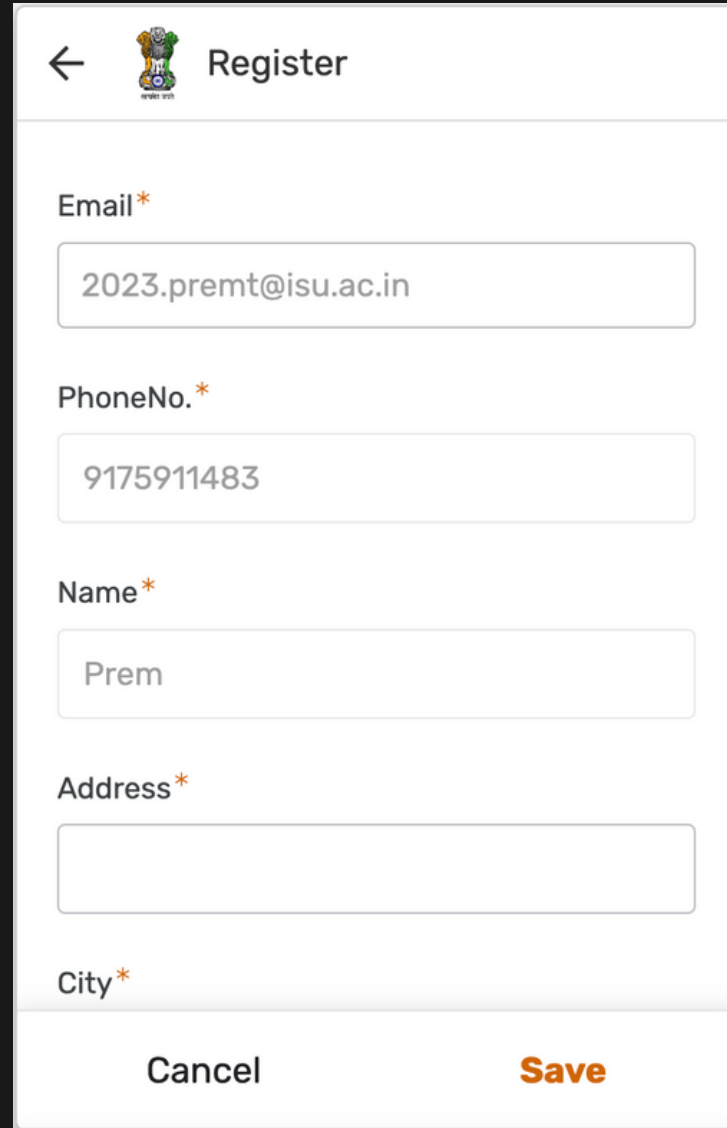 Register
Email*
2023.premt@isu.ac.in
PhoneNo.*
9175911483
Name*
Prem
Address*
City*
Cancel
Save